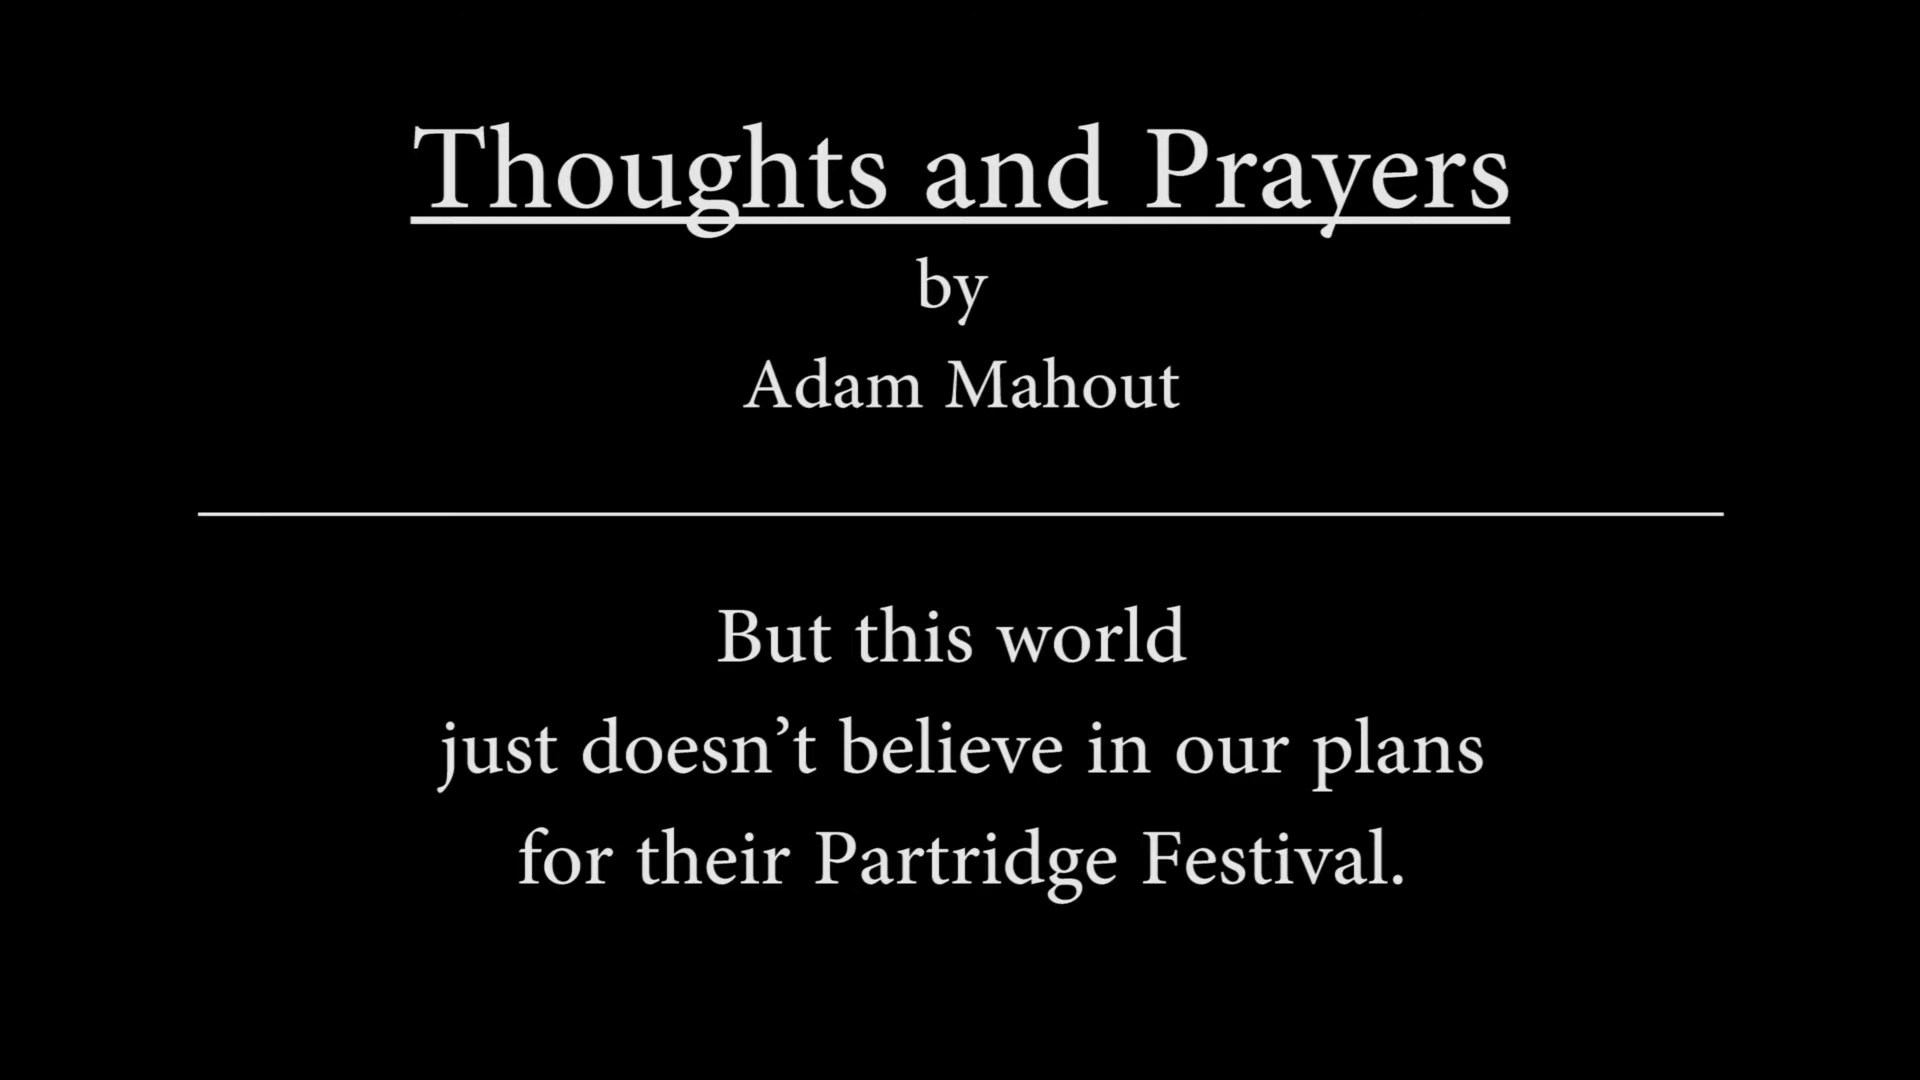 Thoughts and Prayers
by
Adam Mahout
But this world
just doesn’t believe in our plans
for their Partridge Festival.